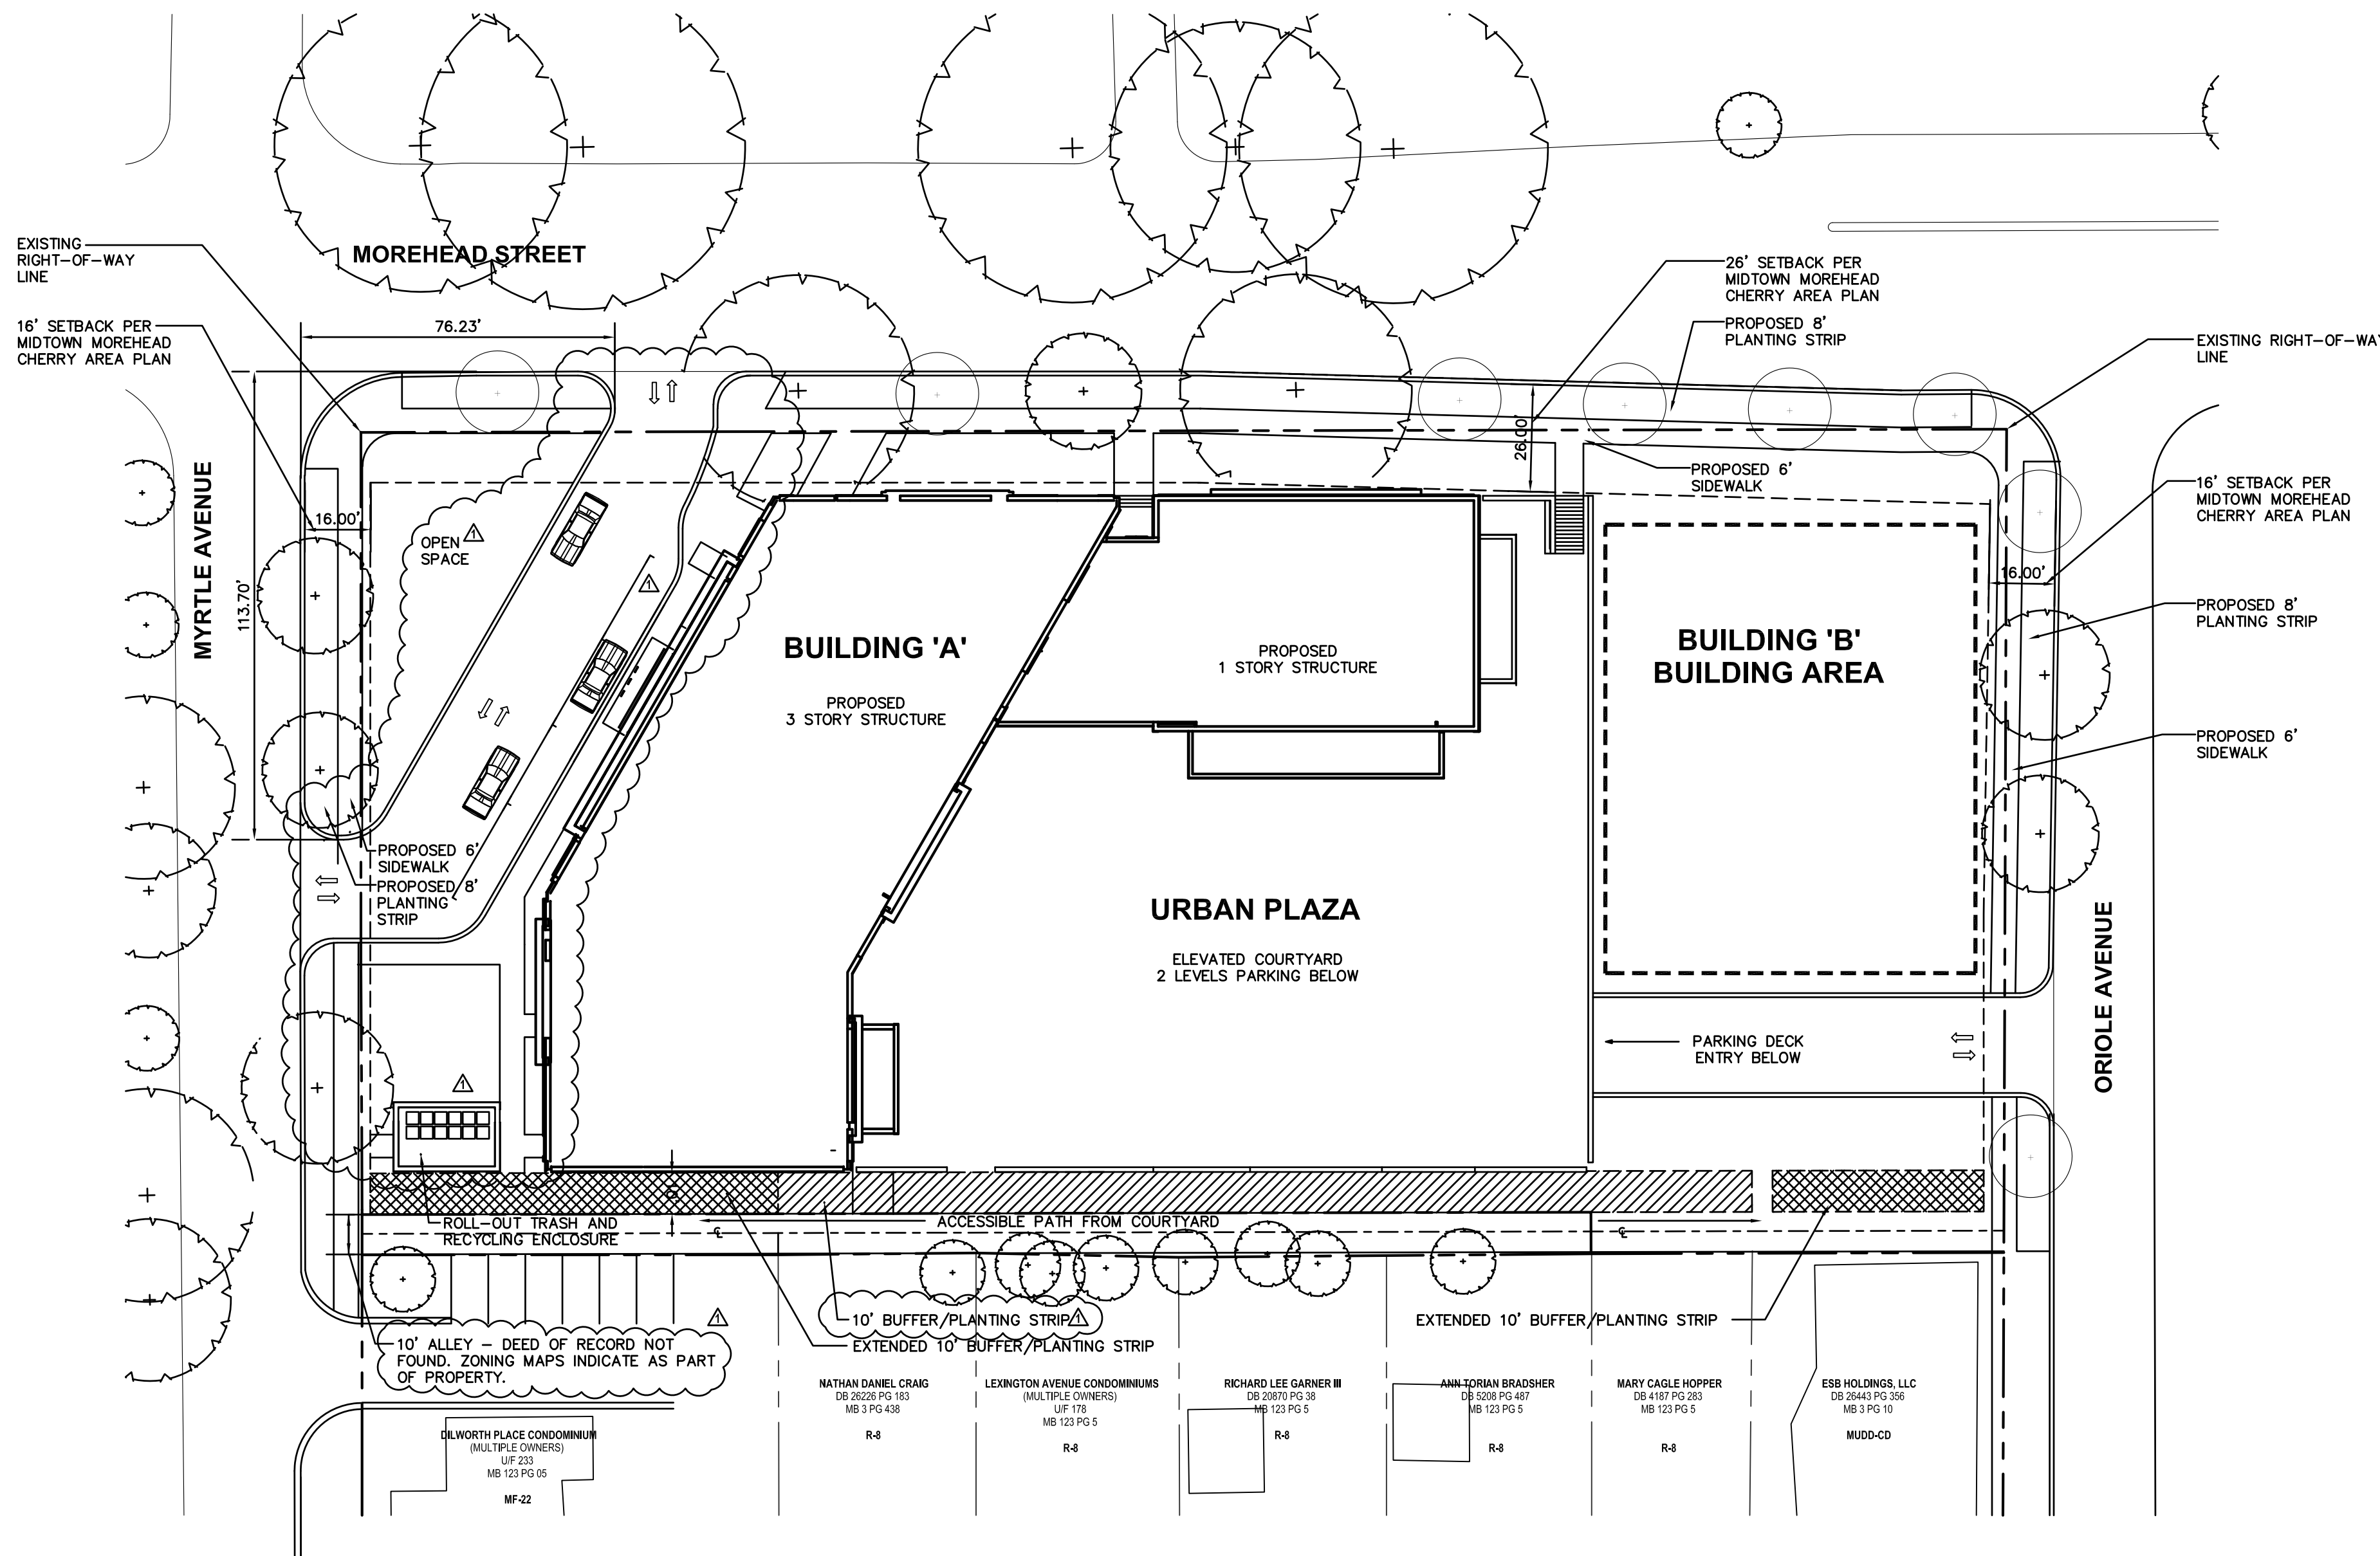 MOREHEAD STREET
EXISTING
RIGHT-OF-WAY
LINE
16' SETBACK PER
MIDTOWN MOREHEAD
CHERRY AREA PLAN
76.23'
26' SETBACK PER
MIDTOWN MOREHEAD
CHERRY AREA PLAN
PROPOSED 8'
PLANTING STRIP
EXISTING RIGHT-OF-WAY
LINE
26.00'
PROPOSED 6'
SIDEWALK
16' SETBACK PER
MIDTOWN MOREHEAD
CHERRY AREA PLAN
16.00'
OPEN
SPACE
1
1
MYRTLE AVENUE
113.70'
16.00'
PROPOSED 8'
PLANTING STRIP
BUILDING 'A'
PROPOSED
3 STORY STRUCTURE
PROPOSED
1 STORY STRUCTURE
BUILDING 'B'
BUILDING AREA
PROPOSED 6'
SIDEWALK
PROPOSED 6'
SIDEWALK
PROPOSED 8'
PLANTING
STRIP
URBAN PLAZA
ELEVATED COURTYARD
2 LEVELS PARKING BELOW
ORIOLE AVENUE
PARKING DECK
ENTRY BELOW
1
ROLL-OUT TRASH AND
RECYCLING ENCLOSURE
ACCESSIBLE PATH FROM COURTYARD
10' BUFFER/PLANTING STRIP
1
EXTENDED 10' BUFFER/PLANTING STRIP
EXTENDED 10' BUFFER/PLANTING STRIP
1
10' ALLEY - DEED OF RECORD NOT
FOUND. ZONING MAPS INDICATE AS PART
OF PROPERTY.
DILWORTH PLACE CONDOMINIUM
(MULTIPLE OWNERS)
U/F 233
MB 123 PG 05
MF-22
NATHAN DANIEL CRAIG
DB 26226 PG 183
MB 3 PG 438
R-8
LEXINGTON AVENUE CONDOMINIUMS
(MULTIPLE OWNERS)
U/F 178
MB 123 PG 5
R-8
RICHARD LEE GARNER III
DB 20870 PG 38
MB 123 PG 5
R-8
ANN TORIAN BRADSHER
DB 5208 PG 487
MB 123 PG 5
R-8
MARY CAGLE HOPPER
DB 4187 PG 283
MB 123 PG 5
R-8
ESB HOLDINGS, LLC
DB 26443 PG 356
MB 3 PG 10
MUDD-CD